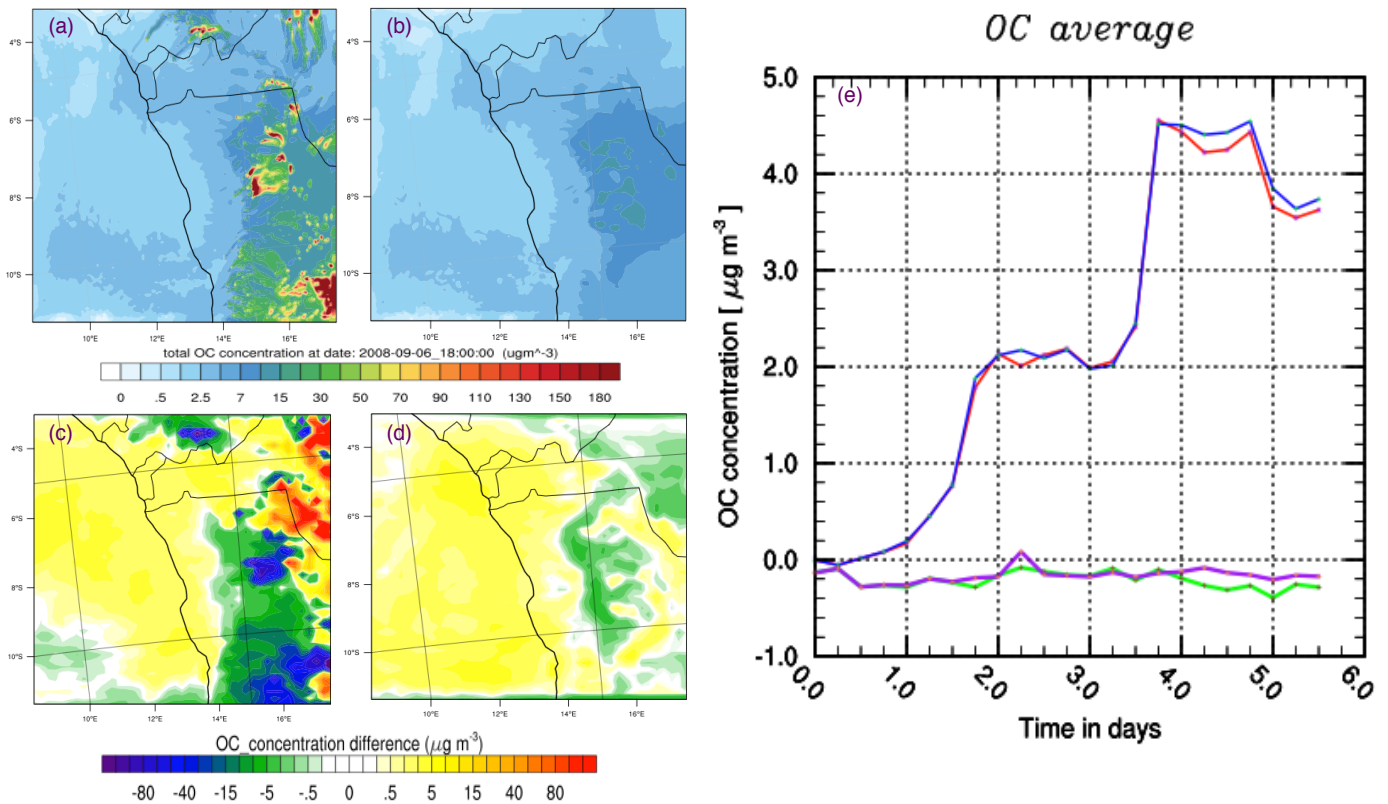 (a)
4°S
6°S
8°S
10°S
10°E 12°E 14°E 16°E
(b)
4°S
6°S
8°S
10°S
10°E 12°E 14°E 16°E
total OC concentration at date: 2008-09-06_18:00:00 (ugm^-3)
0 .5 2.5 7 15 30 50 70 90 110 130 150 180
(c)
4°S
6°S
8°S
10°S
10°E 12°E 14°E 16°E
(d)
4°S
6°S
8°S
10°S
10°E 12°E 14°E 16°E
OC_concentration difference (μg m⁻³)
-80 -40 -15 -5 -.5 0 .5 5 15 40 80
OC average
(e)
5.0
4.0
3.0
2.0
1.0
0.0
-1.0
OC concentration [ μg m⁻³]
0.0 1.0 2.0 3.0 4.0 5.0 6.0
Time in days